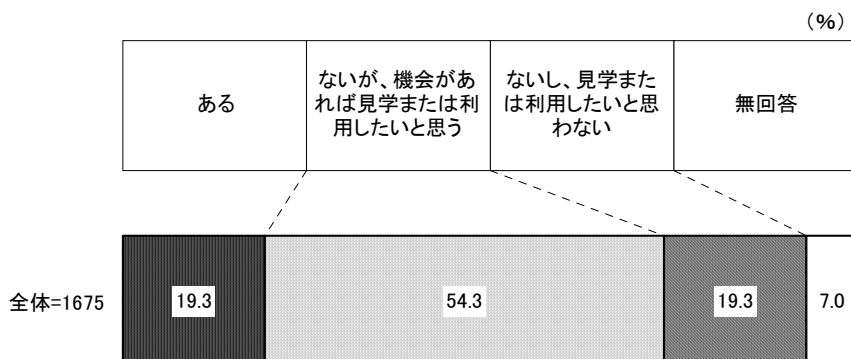 (%)
ある
ないが、機会があ
れば見学または利
用したいと思う
ないし、見学また
は利用したいと思
わない
無回答
全体=1675
19.3
54.3
19.3
7.0